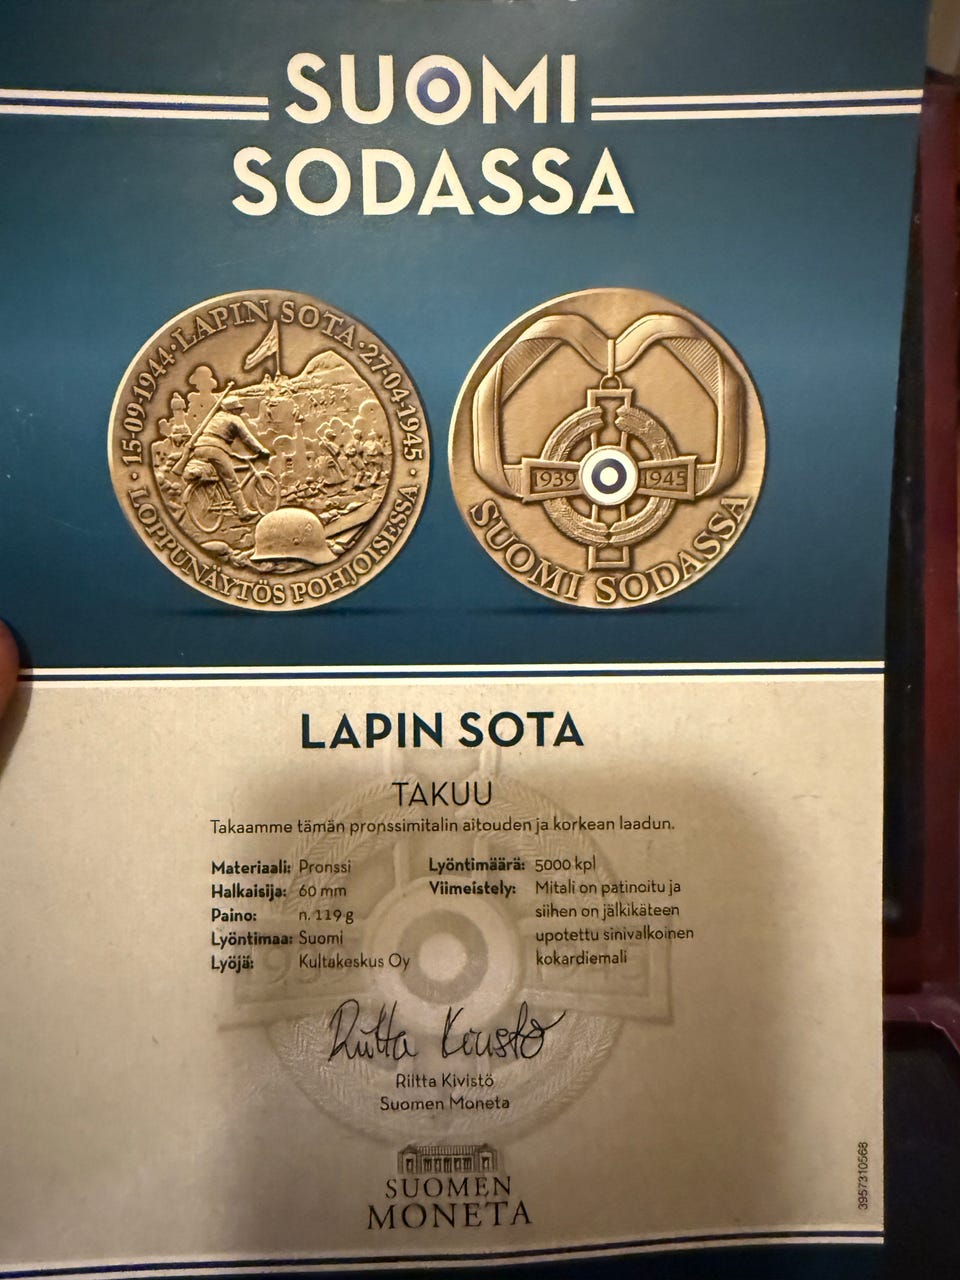 SUOMI
SODASSA
15-09-1944·LAPIN SOTA·27-04-1945·
LOPPUNÄYTÖS POHJOISESSA
1939 1945
SUOMI SODASSA
LAPIN SOTA
TAKUU
Takaamme tämän pronssimitalin aitouden ja korkean laadun.
Materiaali: Pronssi
Halkaisija: 60 mm
Paino: n. 119 g
Lyöntimaa: Suomi
Lyöjä: Kultakeskus Oy
Lyöntimäärä: 5000 kpl
Viimeistely: Mitali on patinoitu ja
siihen on jälkikäteen
upotettu sinivalkoinen
kokardiemali
Riitta Kivistö
Riitta Kivistö
Suomen Moneta
SUOMEN
MONETA
3957310568